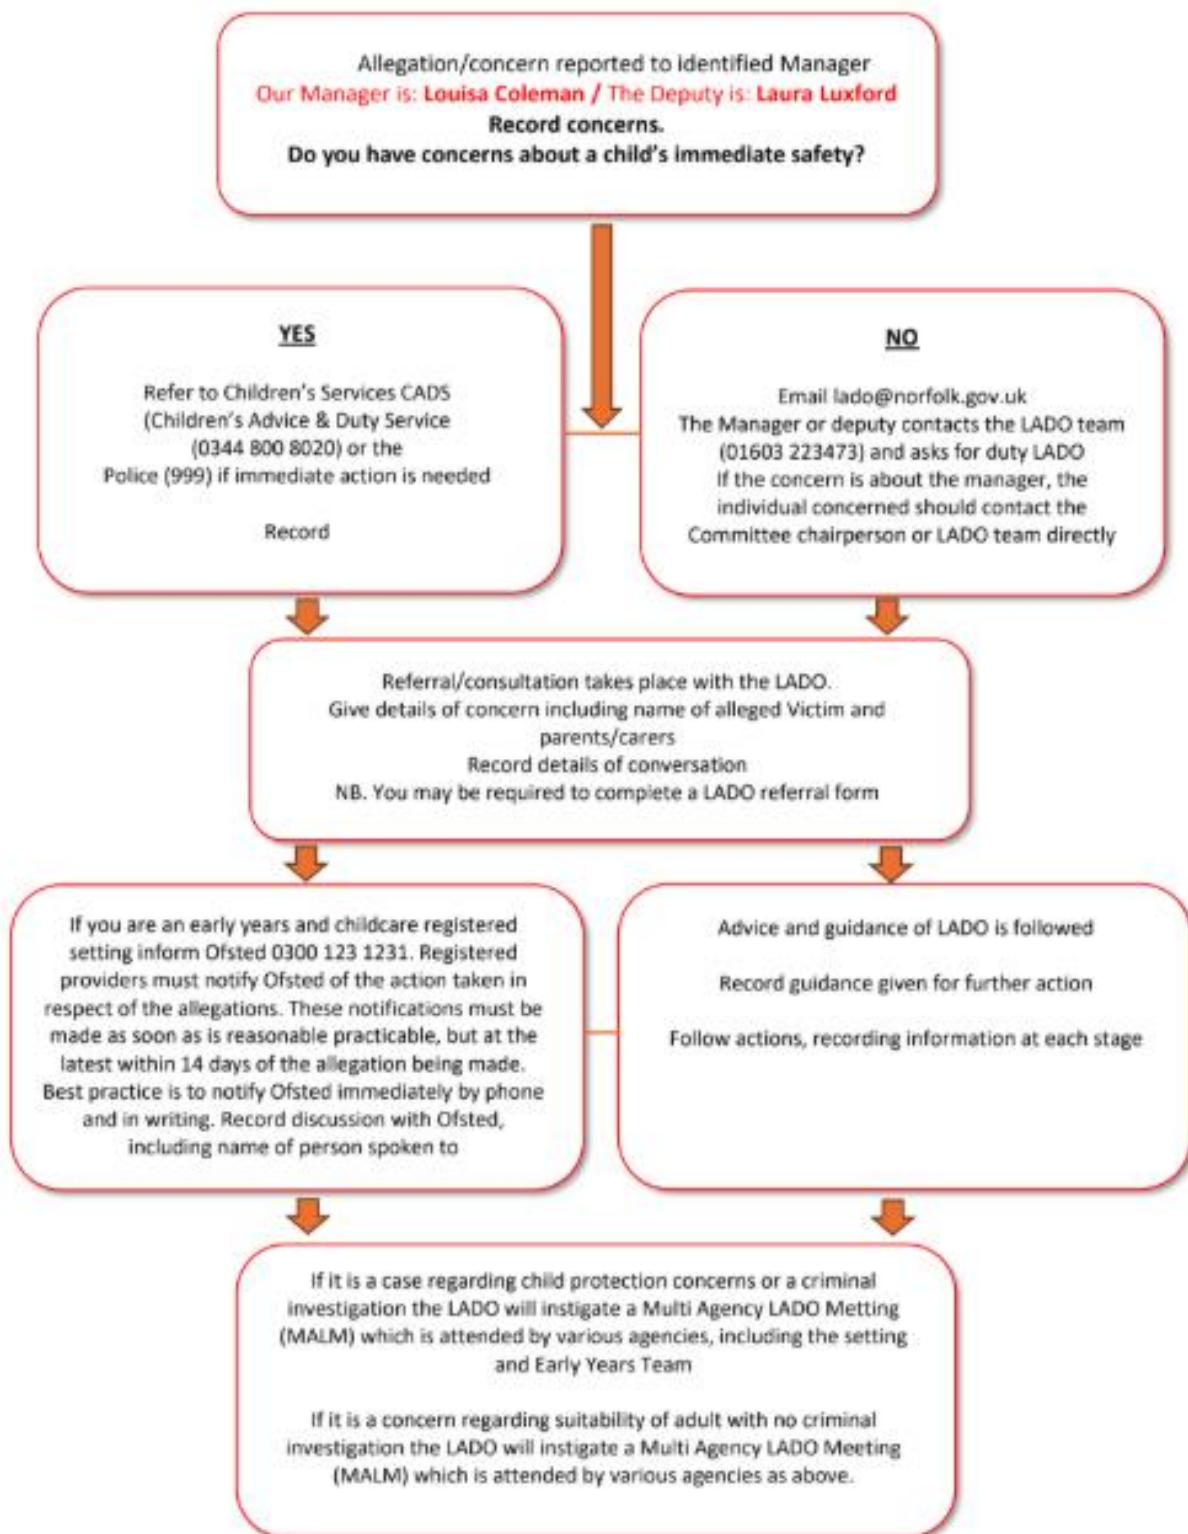 Allegation/concern reported to identified Manager
Our Manager is: Louisa Coleman / The Deputy is: Laura Luxford
Record concerns.
Do you have concerns about a child's immediate safety?
YES
Refer to Children's Services CADS
(Children's Advice & Duty Service
(0344 800 8020) or the
Police (999) if immediate action is needed
Record
NO
Email lado@norfolk.gov.uk
The Manager or deputy contacts the LADO team
(01603 223473) and asks for duty LADO
If the concern is about the manager, the
individual concerned should contact the
Committee chairperson or LADO team directly
Referral/consultation takes place with the LADO.
Give details of concern including name of alleged Victim and
parents/carers
Record details of conversation
NB. You may be required to complete a LADO referral form
If you are an early years and childcare registered
setting inform Ofsted 0300 123 1231. Registered
providers must notify Ofsted of the action taken in
respect of the allegations. These notifications must be
made as soon as is reasonable practicable, but at the
latest within 14 days of the allegation being made.
Best practice is to notify Ofsted immediately by phone
and in writing. Record discussion with Ofsted,
including name of person spoken to
Advice and guidance of LADO is followed
Record guidance given for further action
Follow actions, recording information at each stage
If it is a case regarding child protection concerns or a criminal
investigation the LADO will instigate a Multi Agency LADO Metting
(MALM) which is attended by various agencies, including the setting
and Early Years Team
If it is a concern regarding suitability of adult with no criminal
investigation the LADO will instigate a Multi Agency LADO Meeting
(MALM) which is attended by various agencies as above.